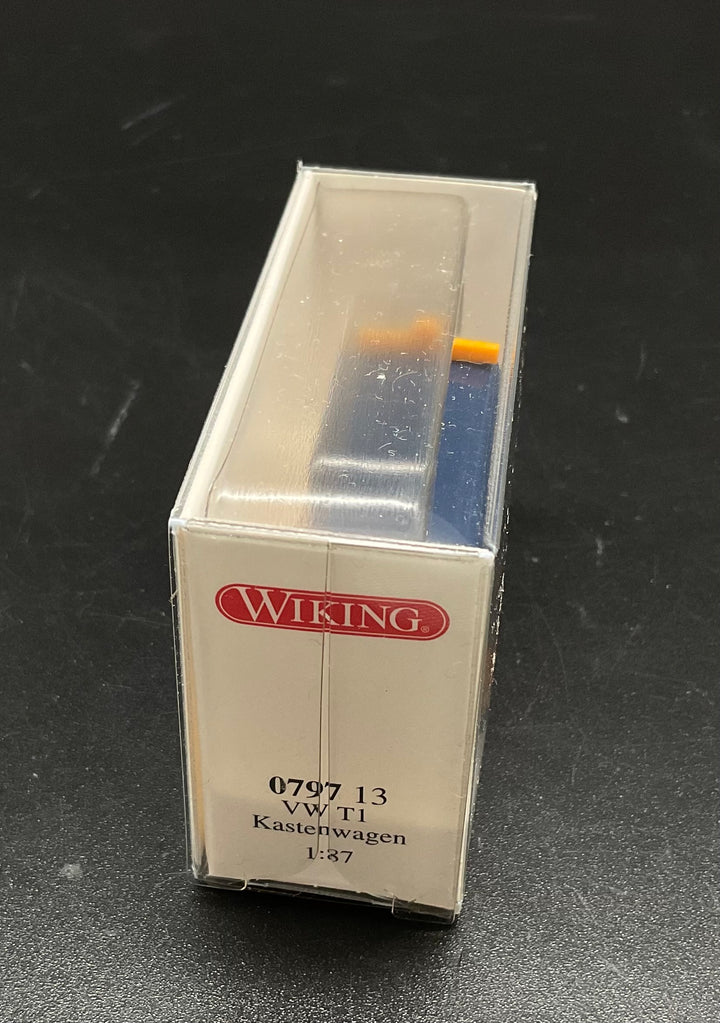 WIKING®
0797 13
VW T1
Kastenwagen
1:87